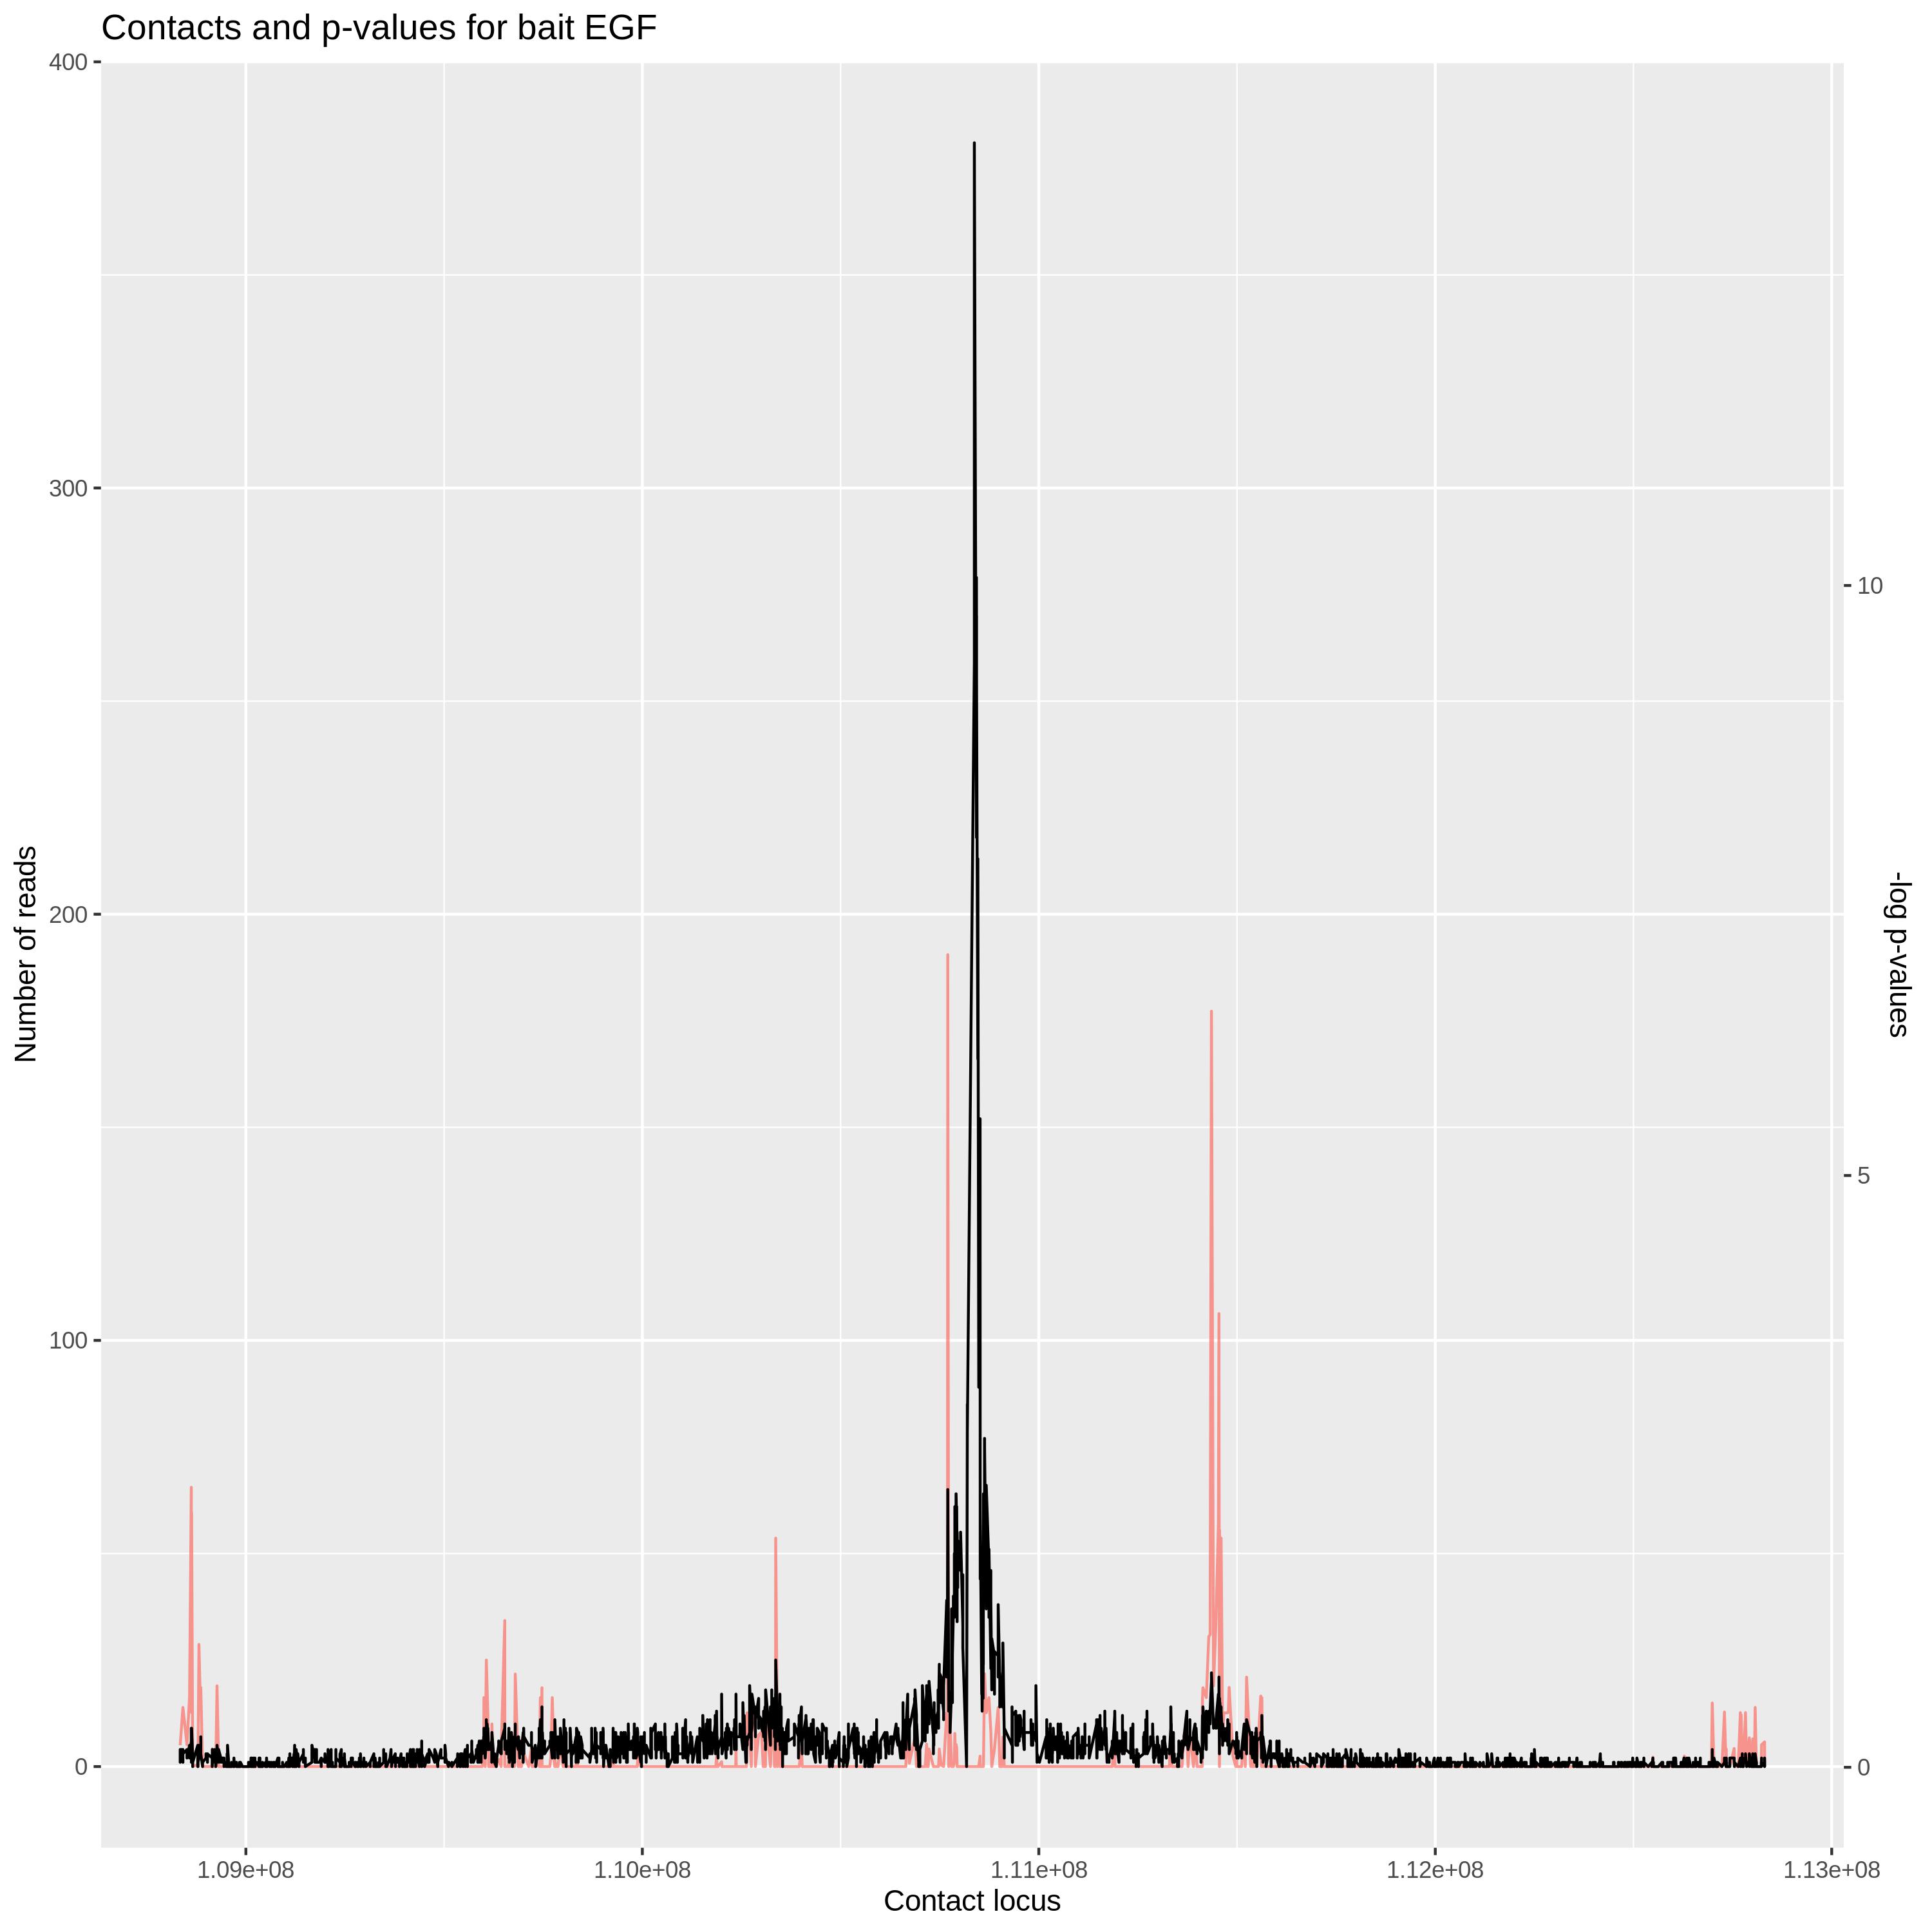 Contacts and p-values for bait EGF
400
300
200
100
0
Number of reads
10
5
0
-log p-values
1.09e+08
1.10e+08
1.11e+08
1.12e+08
1.13e+08
Contact locus